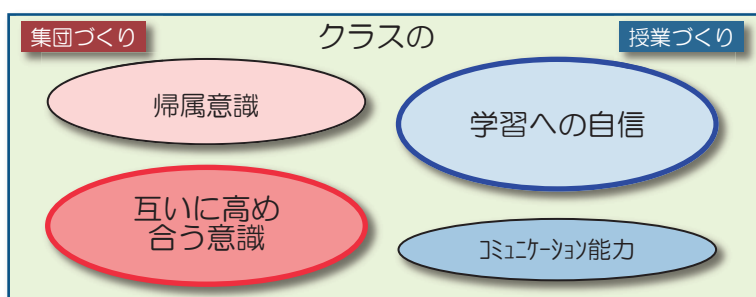 集団づくり
クラスの
授業づくり
帰属意識
学習への自信
互いに高め
合う意識
ｺﾐｭﾆｹｰｼｮﾝ能力